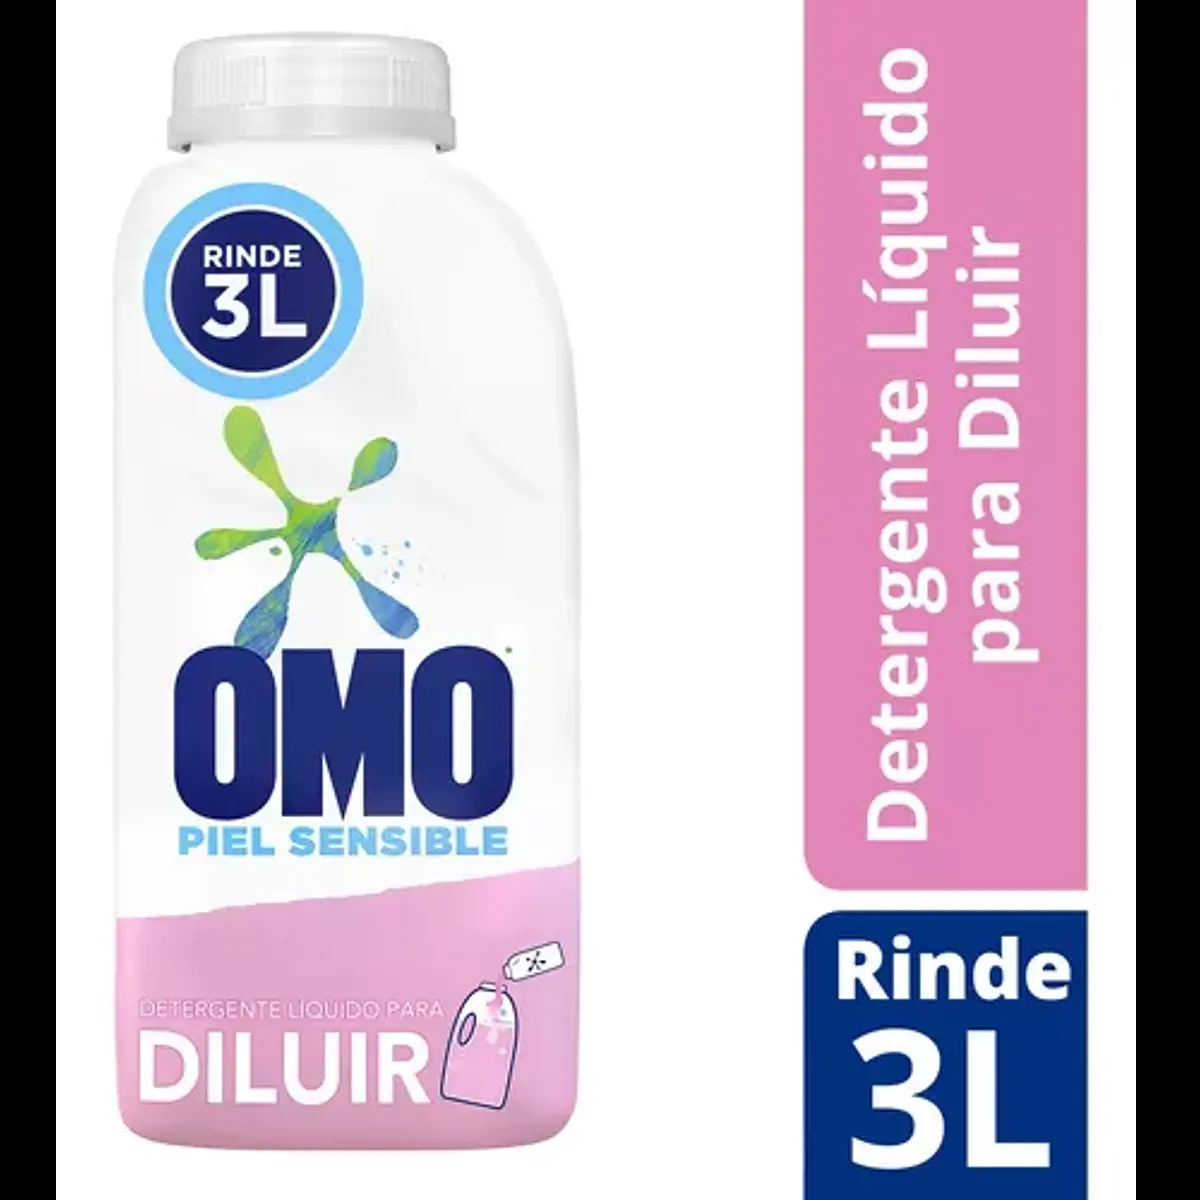 RINDE
3L
OMO
PIEL SENSIBLE
DETERGENTE LÍQUIDO PARA
DILUIR
Detergente Líquido
para Diluir
Rinde
3L